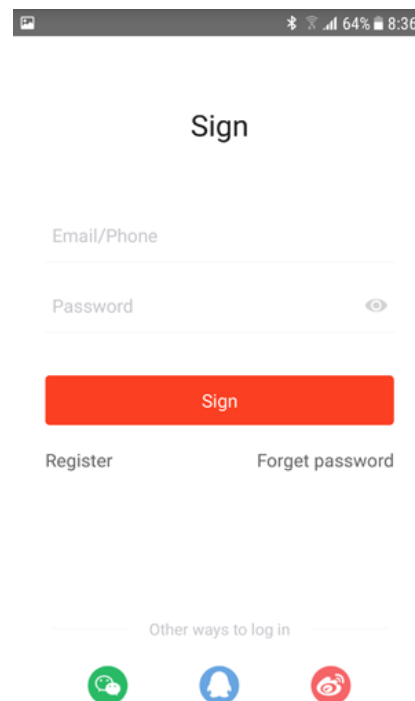 64% 8:36
Sign
Email/Phone
Password
Sign
Register Forget password
Other ways to log in